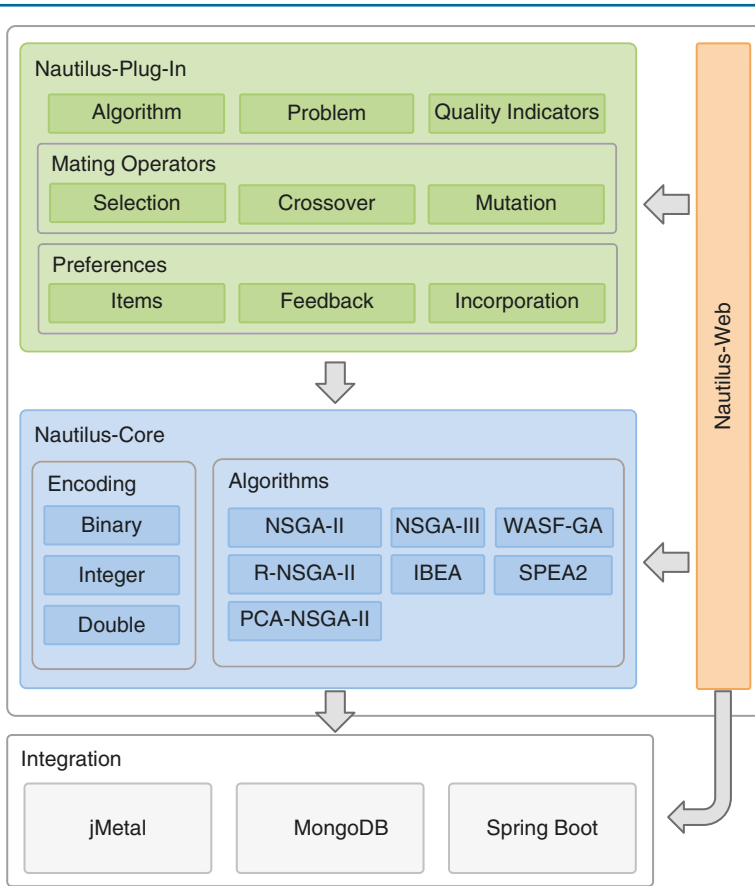 Nautilus-Plug-In
Algorithm
Problem
Quality Indicators
Mating Operators
Selection
Crossover
Mutation
Preferences
Items
Feedback
Incorporation
Nautilus-Web
Nautilus-Core
Encoding
Binary
Integer
Double
Algorithms
NSGA-II
NSGA-III
WASF-GA
R-NSGA-II
IBEA
SPEA2
PCA-NSGA-II
Integration
jMetal
MongoDB
Spring Boot